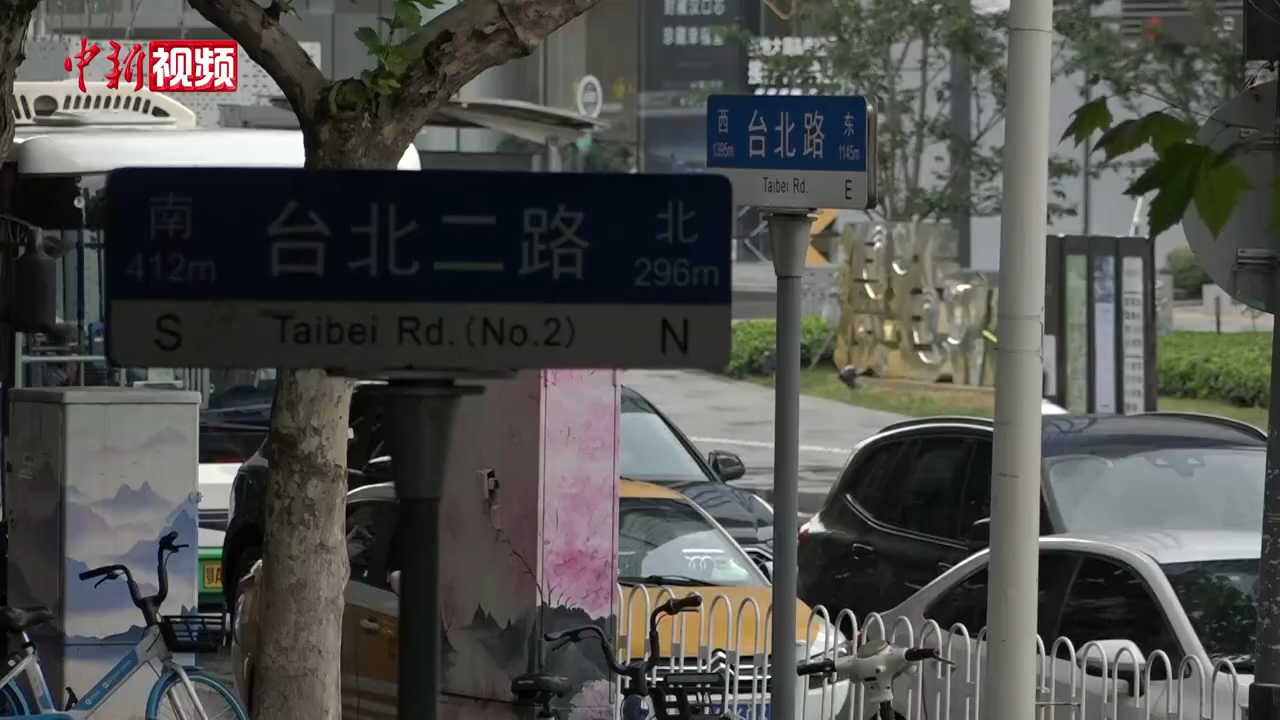 中新视频
西 台北路 东
1395m 1145m
Taibei Rd. E
南 台北二路 北
412m 296m
S Taibei Rd.(No.2) N